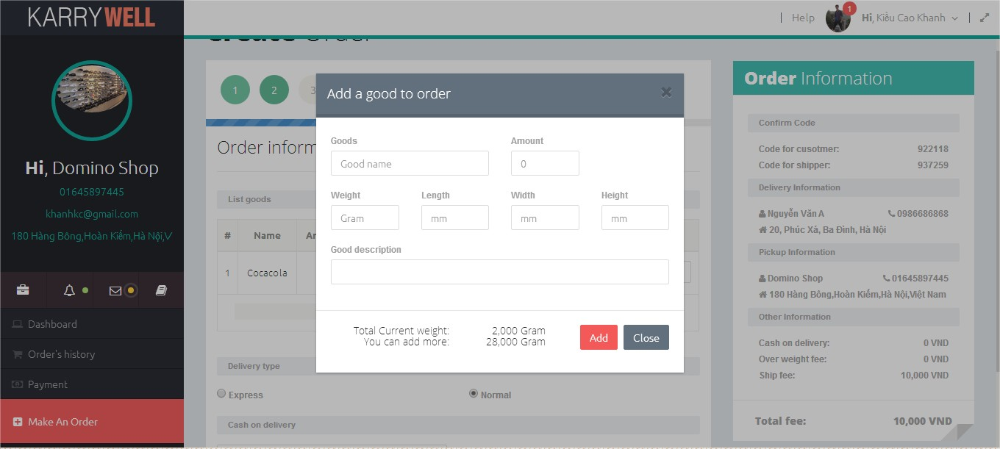 KARRYWELL
Help
1
Hi, Kiều Cao Khanh
Hi, Domino Shop
01645897445
khanhkc@gmail.com
180 Hàng Bông,Hoàn Kiếm,Hà Nội,V
Dashboard
Order's history
Payment
Make An Order
Create Order
1
2
3
Order inform
List goods
#
Name
Am
1
Cocacola
Delivery type
Express
Normal
Cash on delivery
Add a good to order
Goods
Amount
Good name
0
Weight
Length
Width
Height
Gram
mm
mm
mm
Good description
Total Current weight: 2,000 Gram
You can add more: 28,000 Gram
Add
Close
Order Information
Confirm Code
Code for cusotmer: 922118
Code for shipper: 937259
Delivery Information
Nguyễn Văn A 0986686868
20, Phúc Xá, Ba Đình, Hà Nội
Pickup Information
Domino Shop 01645897445
180 Hàng Bông,Hoàn Kiếm,Hà Nội,Việt Nam
Other Information
Cash on delivery: 0 VND
Over weight fee: 0 VND
Ship fee: 10,000 VND
Total fee: 10,000 VND